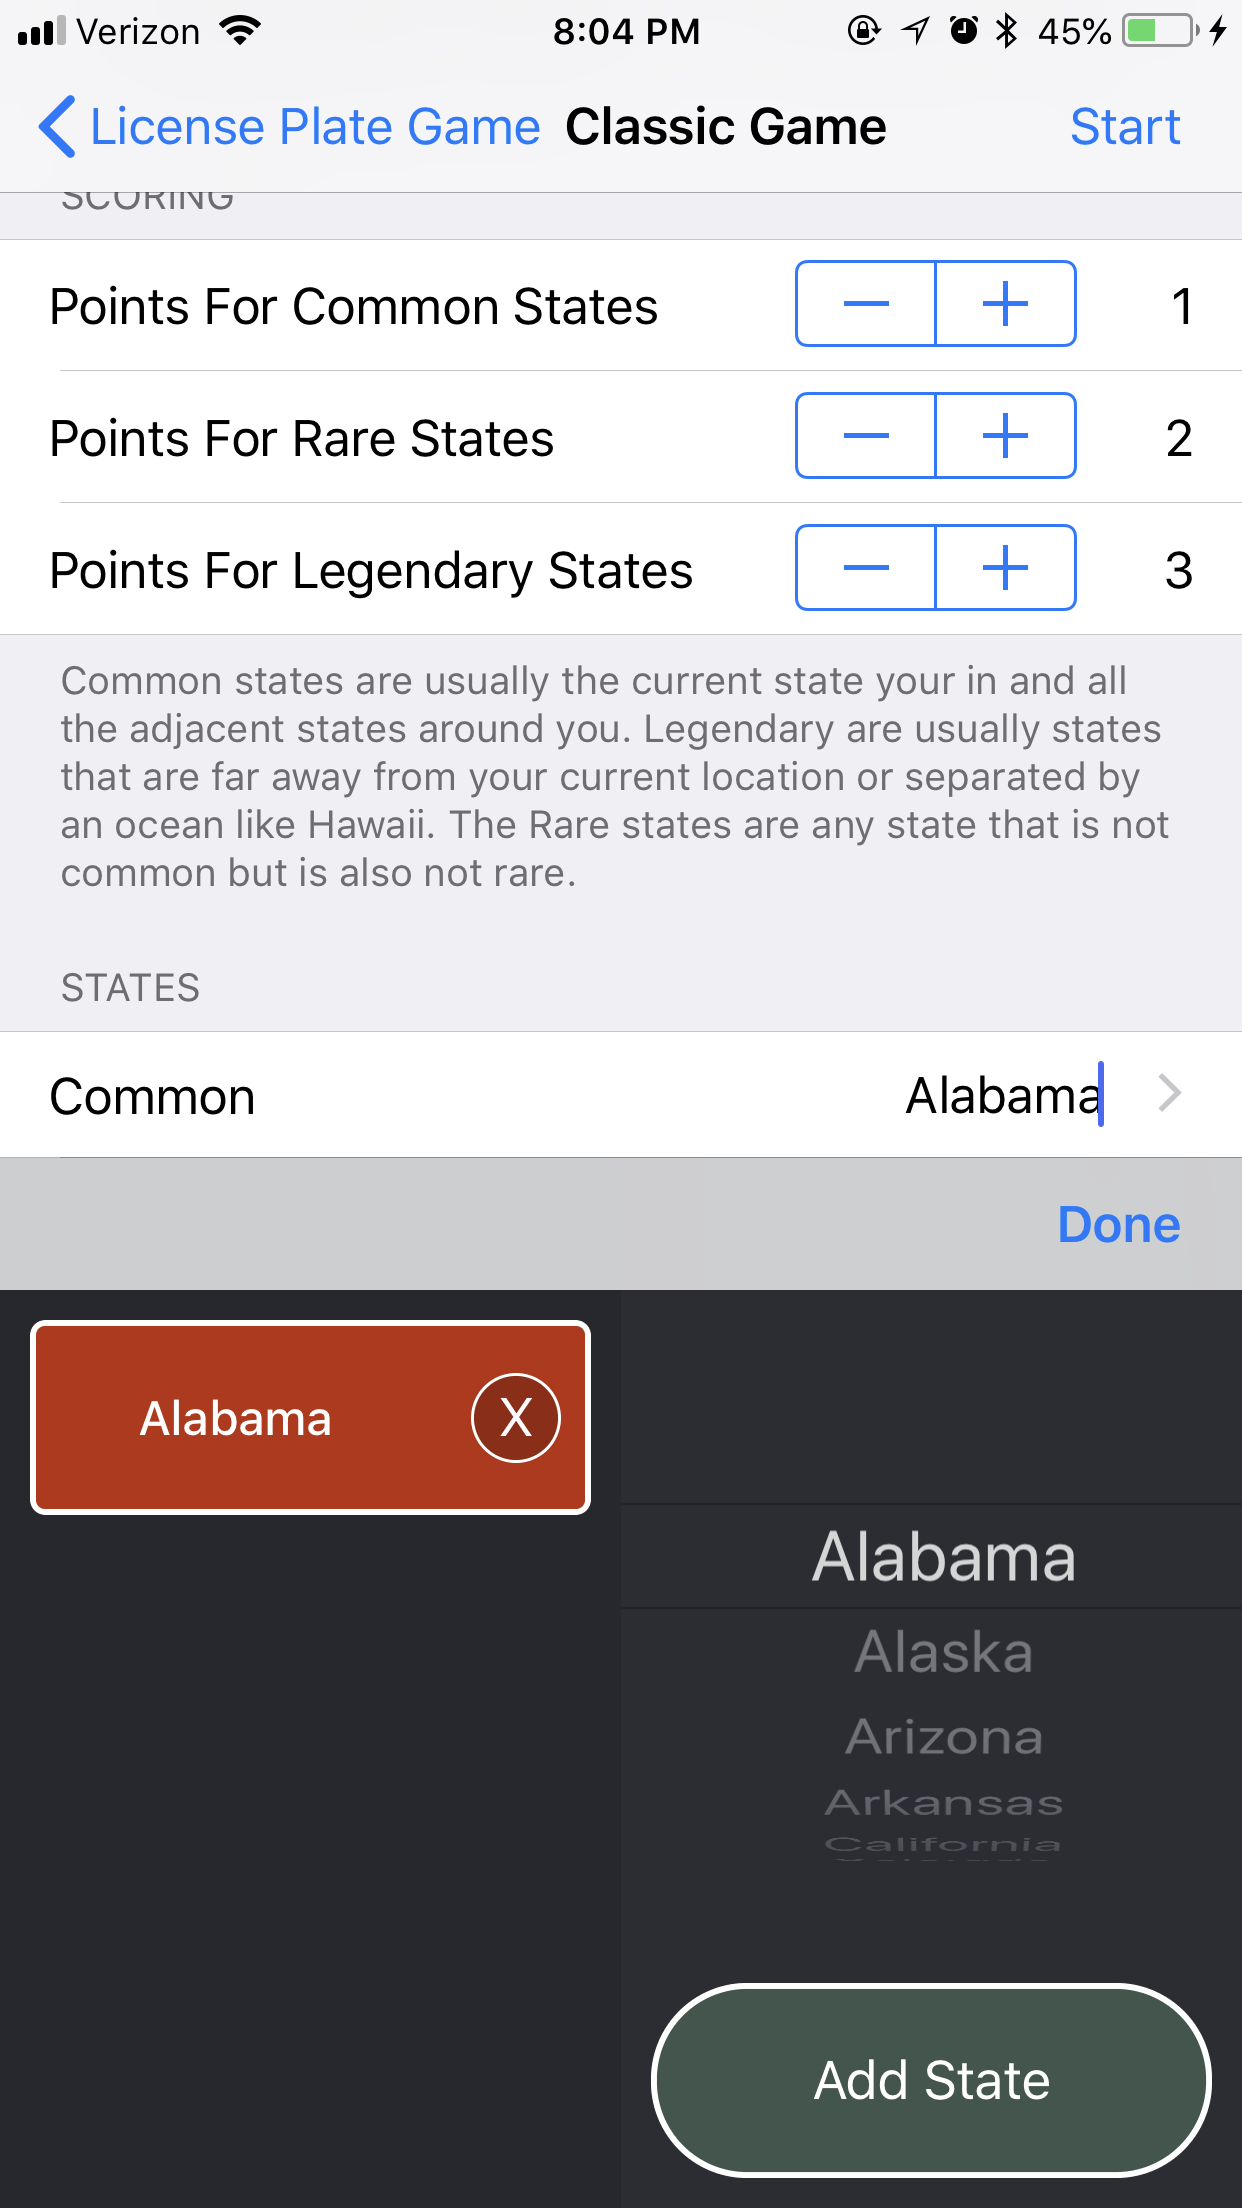 Verizon 8:04 PM 45%
License Plate Game Classic Game Start
SCORING
Points For Common States 1
Points For Rare States 2
Points For Legendary States 3
Common states are usually the current state your in and all
the adjacent states around you. Legendary are usually states
that are far away from your current location or separated by
an ocean like Hawaii. The Rare states are any state that is not
common but is also not rare.
STATES
Common Alabama
Done
Alabama X
Alabama
Alaska
Arizona
Arkansas
California
Add State